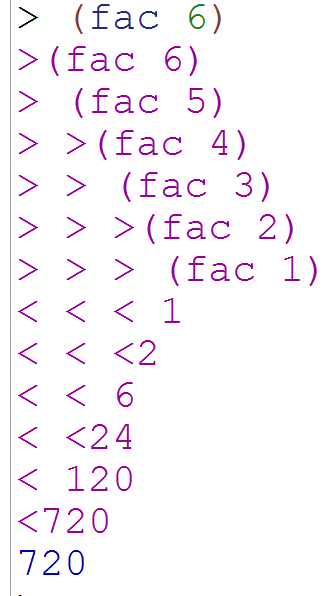 > (fac 6)
>(fac 6)
> (fac 5)
> >(fac 4)
> > (fac 3)
> > >(fac 2)
> > > (fac 1)
< < < 1
< < <2
< < 6
< <24
< 120
<720
720